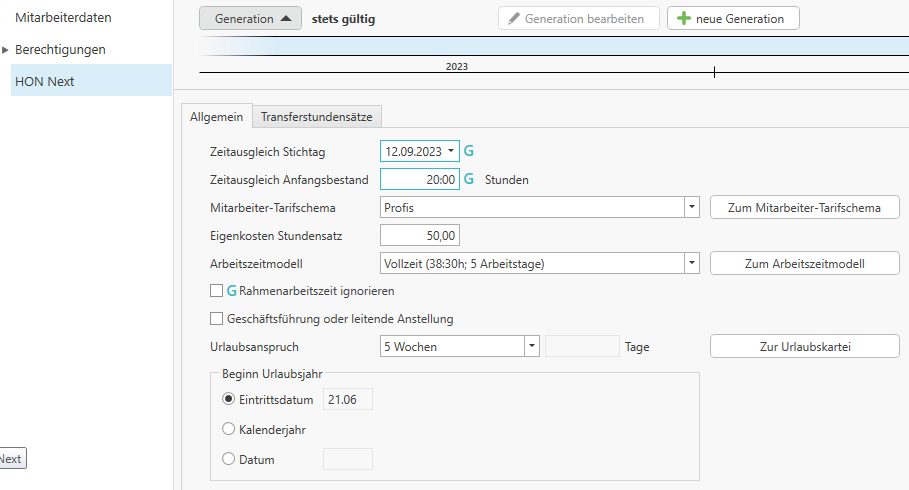 Mitarbeiterdaten
Berechtigungen
HON Next
Next
Generation stets gültig Generation bearbeiten neue Generation
2023
Allgemein Transferstundensätze
Zeitausgleich Stichtag 12.09.2023 G
Zeitausgleich Anfangsbestand 20:00 G Stunden
Mitarbeiter-Tarifschema Profis Zum Mitarbeiter-Tarifschema
Eigenkosten Stundensatz 50,00
Arbeitszeitmodell Vollzeit (38:30h; 5 Arbeitstage) Zum Arbeitszeitmodell
G Rahmenarbeitszeit ignorieren
Geschäftsführung oder leitende Anstellung
Urlaubsanspruch 5 Wochen Tage Zur Urlaubskartei
Beginn Urlaubsjahr
Eintrittsdatum 21.06
Kalenderjahr
Datum